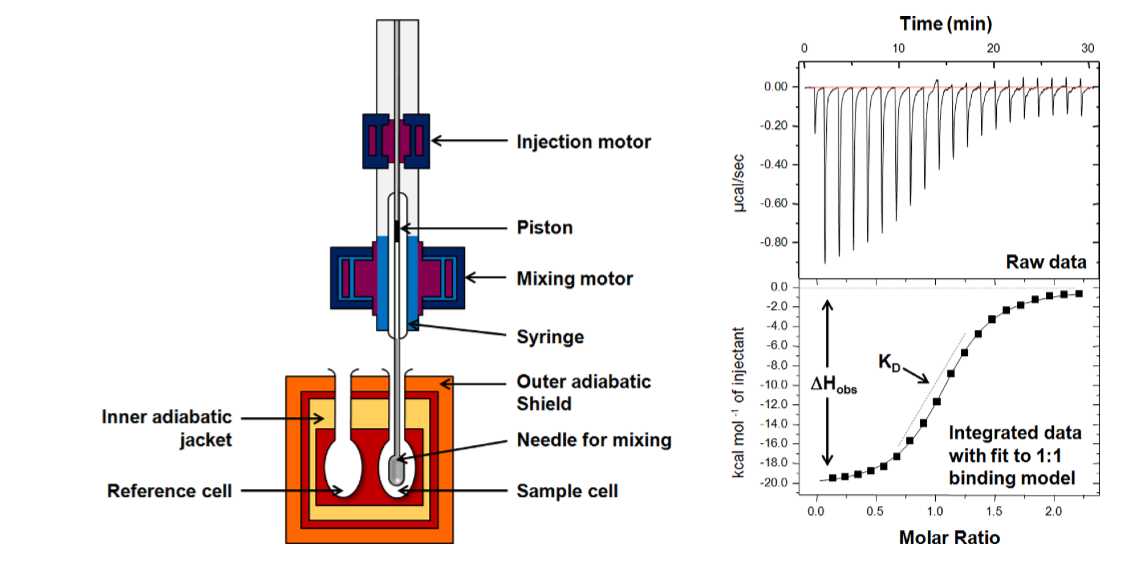 Injection motor
Piston
Mixing motor
Syringe
Outer adiabatic
Shield
Inner adiabatic
jacket
Needle for mixing
Reference cell
Sample cell
Time (min)
0 10 20 30
0.00
-0.20
-0.40
-0.60
-0.80
µcal/sec
Raw data
0.0
-2.0
-4.0
-6.0
-8.0
-10.0
-12.0
-14.0
-16.0
-18.0
-20.0
kcal mol -1 of injectant
KD
ΔHobs
Integrated data
with fit to 1:1
binding model
0.0 0.5 1.0 1.5 2.0
Molar Ratio